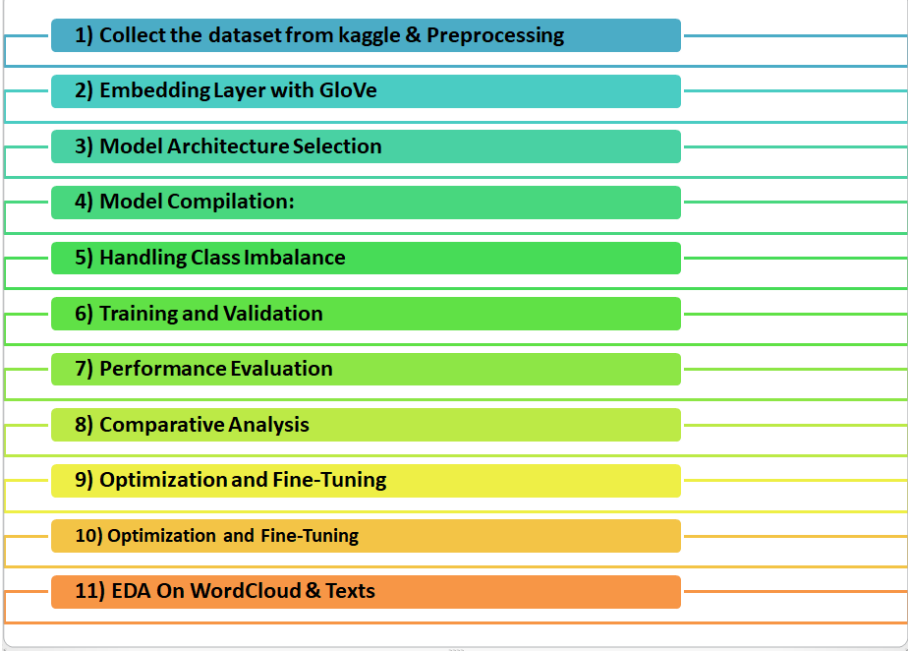 1) Collect the dataset from kaggle & Preprocessing
2) Embedding Layer with GloVe
3) Model Architecture Selection
4) Model Compilation:
5) Handling Class Imbalance
6) Training and Validation
7) Performance Evaluation
8) Comparative Analysis
9) Optimization and Fine-Tuning
10) Optimization and Fine-Tuning
11) EDA On WordCloud & Texts